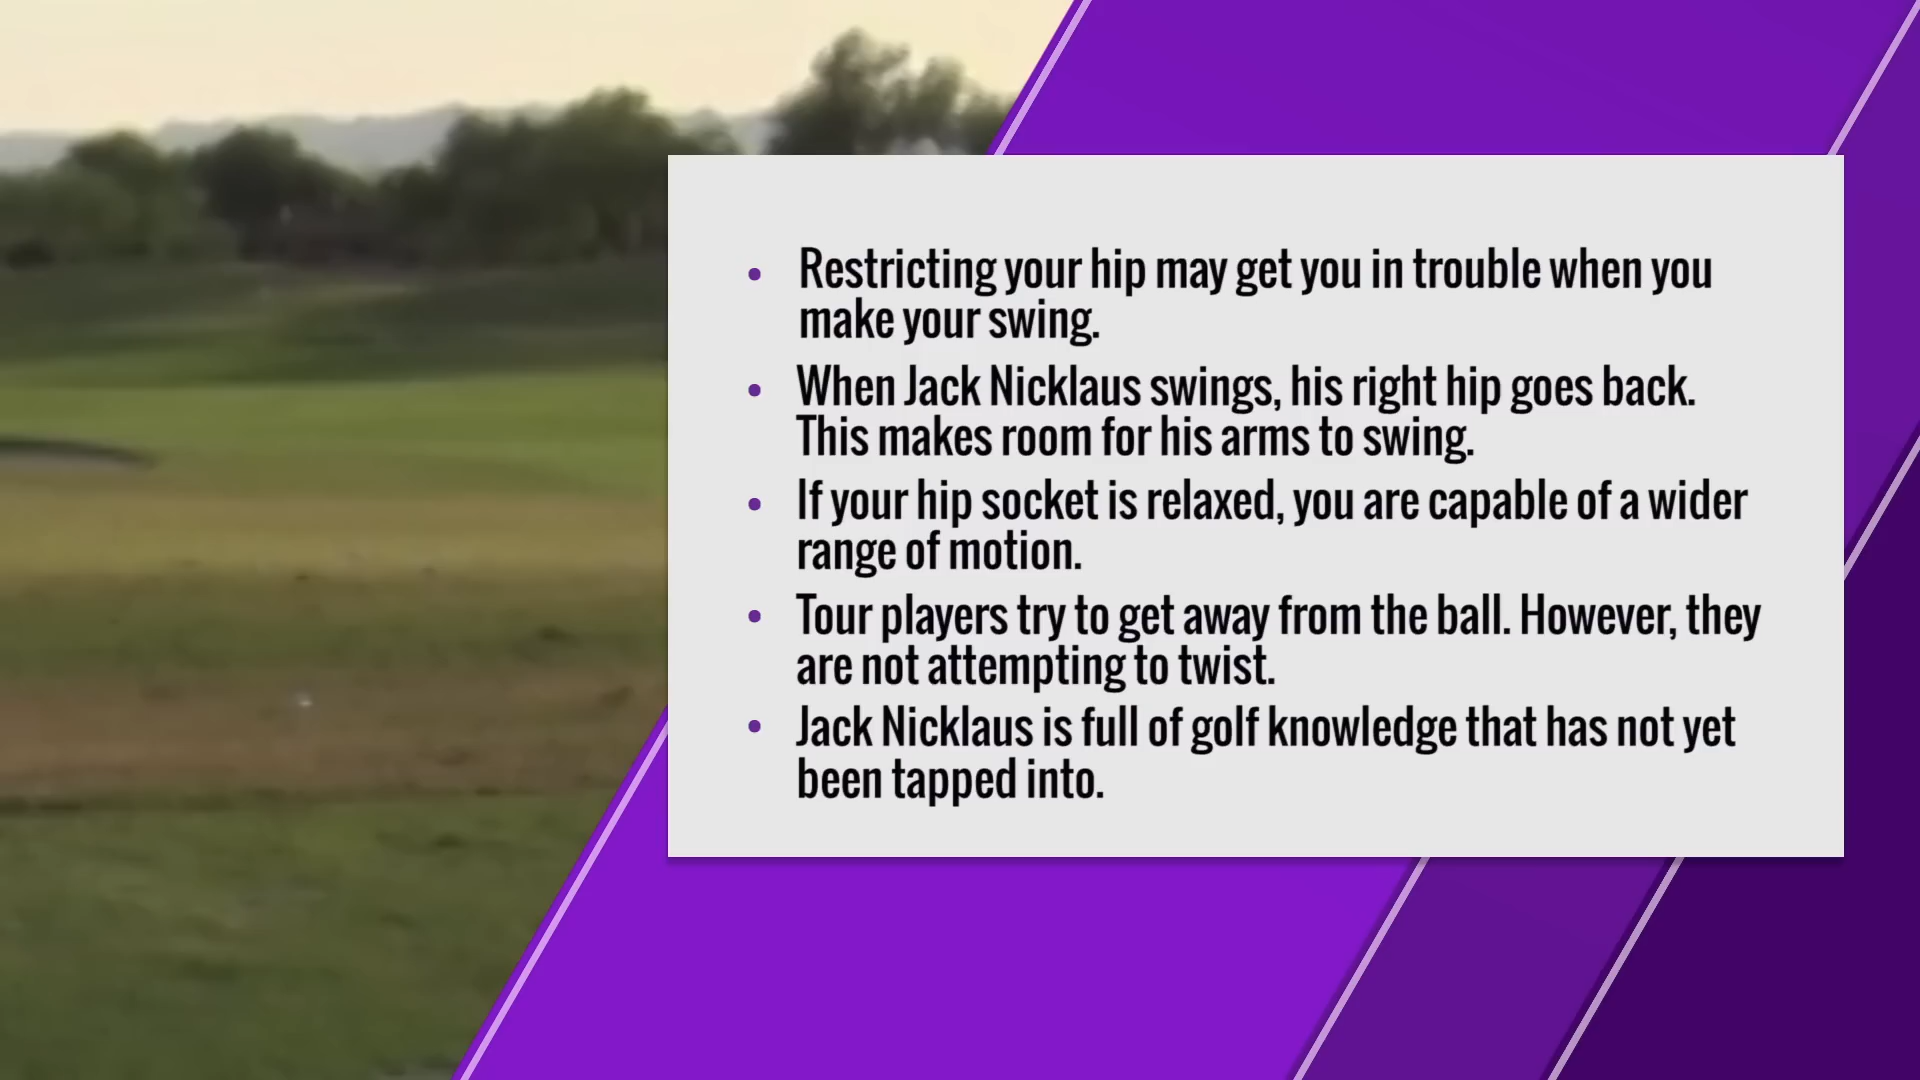 • Restricting your hip may get you in trouble when you
make your swing.
• When Jack Nicklaus swings, his right hip goes back.
This makes room for his arms to swing.
• If your hip socket is relaxed, you are capable of a wider
range of motion.
• Tour players try to get away from the ball. However, they
are not attempting to twist.
• Jack Nicklaus is full of golf knowledge that has not yet
been tapped into.